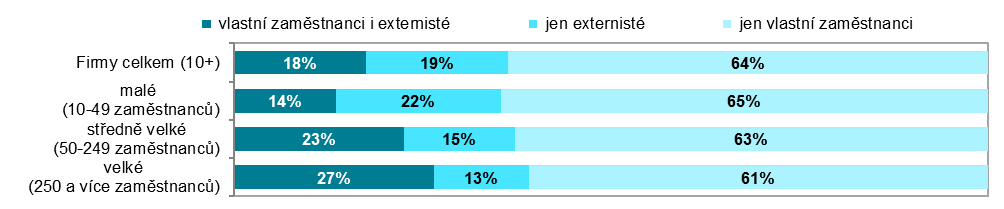 vlastní zaměstnanci i externisté jen externisté jen vlastní zaměstnanci
Firmy celkem (10+) 18% 19% 64%
malé
(10-49 zaměstnanců) 14% 22% 65%
středně velké
(50-249 zaměstnanců) 23% 15% 63%
velké
(250 a více zaměstnanců) 27% 13% 61%